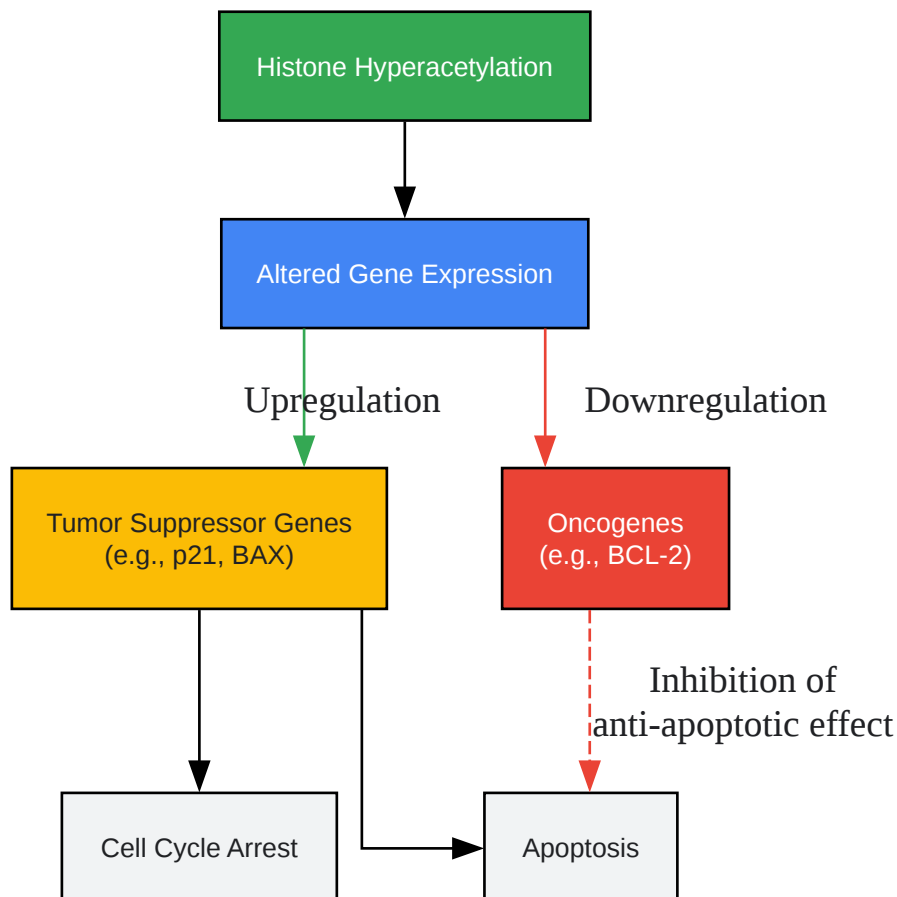 Histone Hyperacetylation
Altered Gene Expression
Upregulation
Downregulation
Tumor Suppressor Genes
(e.g., p21, BAX)
Oncogenes
(e.g., BCL-2)
Inhibition of
anti-apoptotic effect
Cell Cycle Arrest
Apoptosis